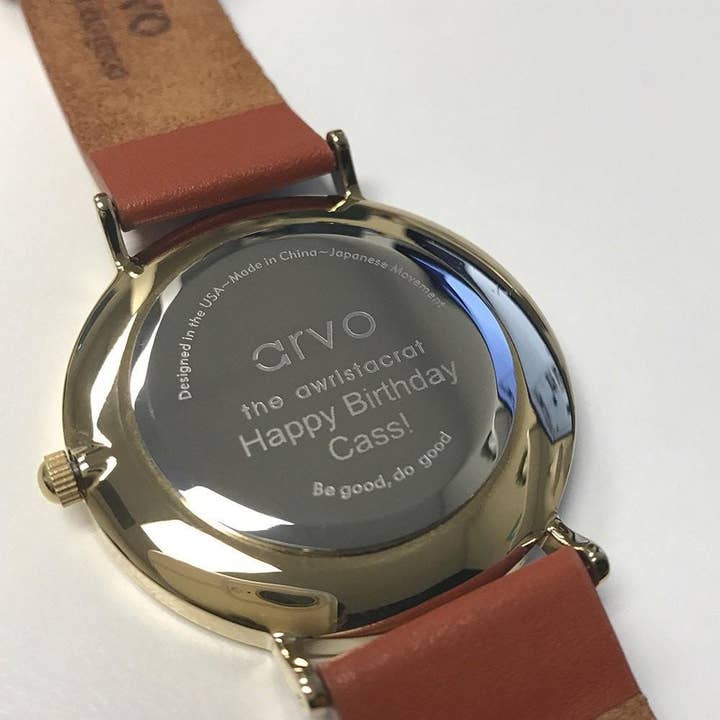 Designed in the USA~Made in China~Japanese Movement
arvo
the awristacrat
Happy Birthday
Cass!
Be good, do good